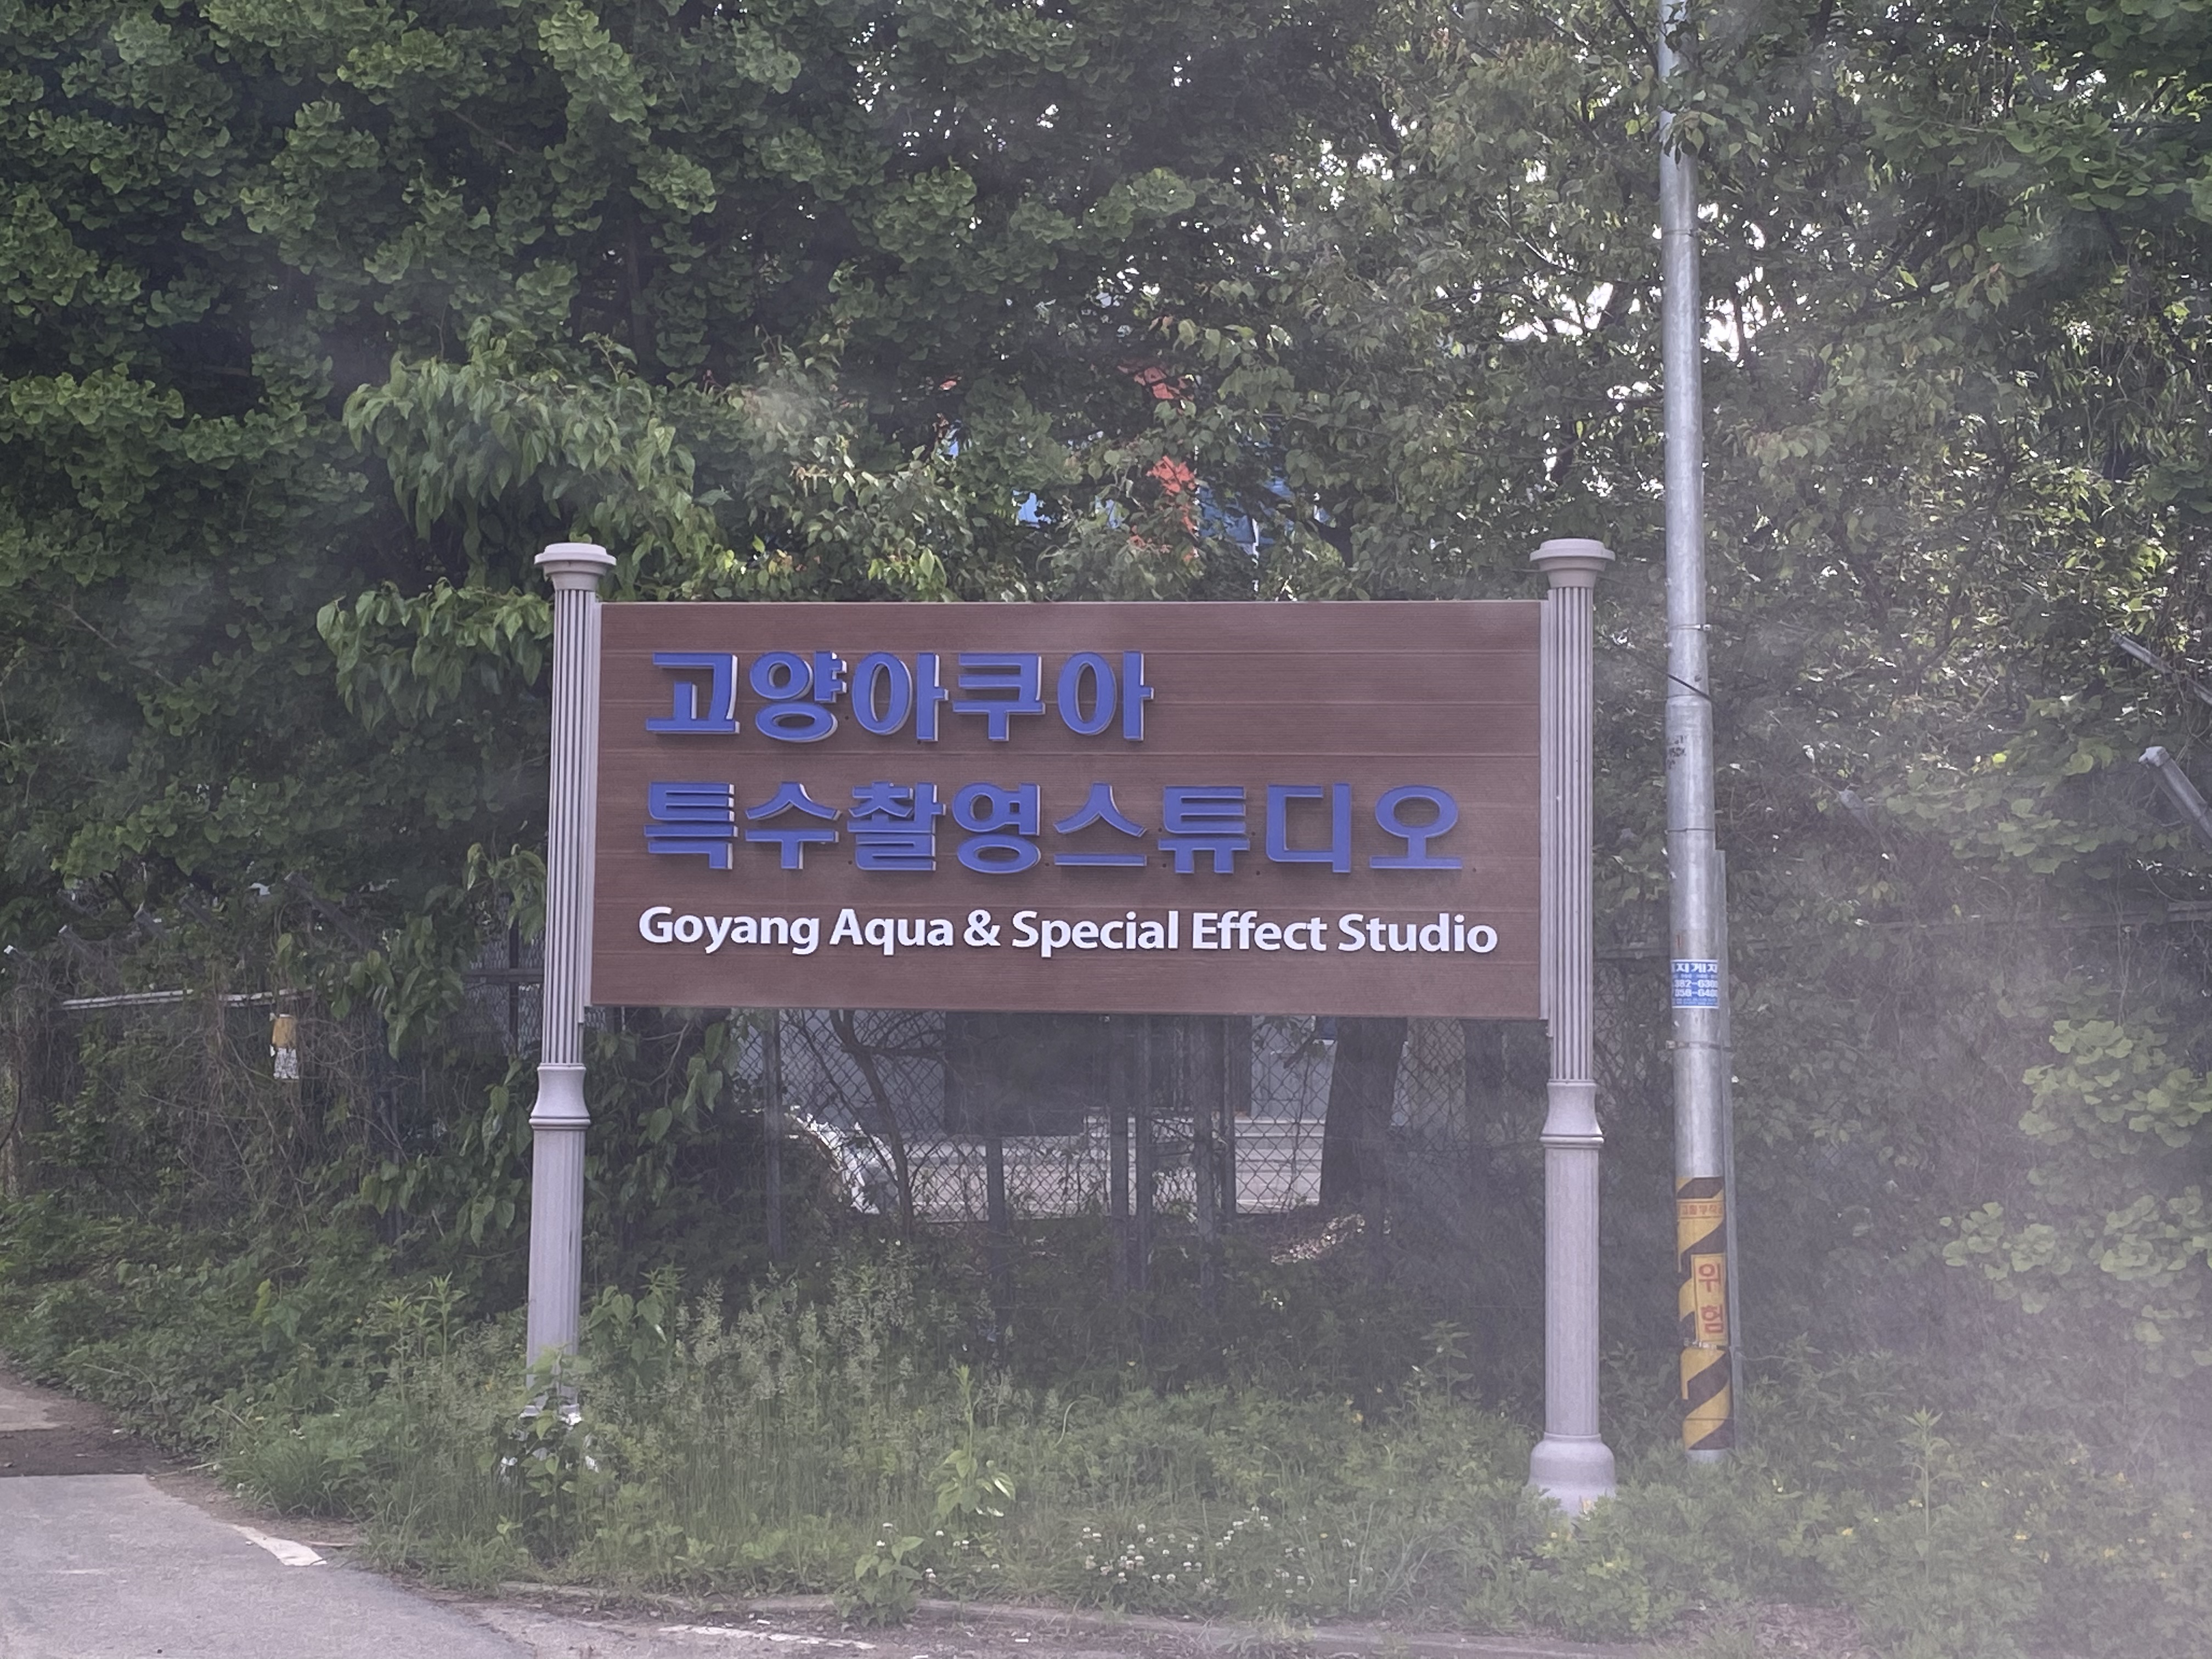 고양아쿠아
특수촬영스튜디오
Goyang Aqua & Special Effect Studio
위험